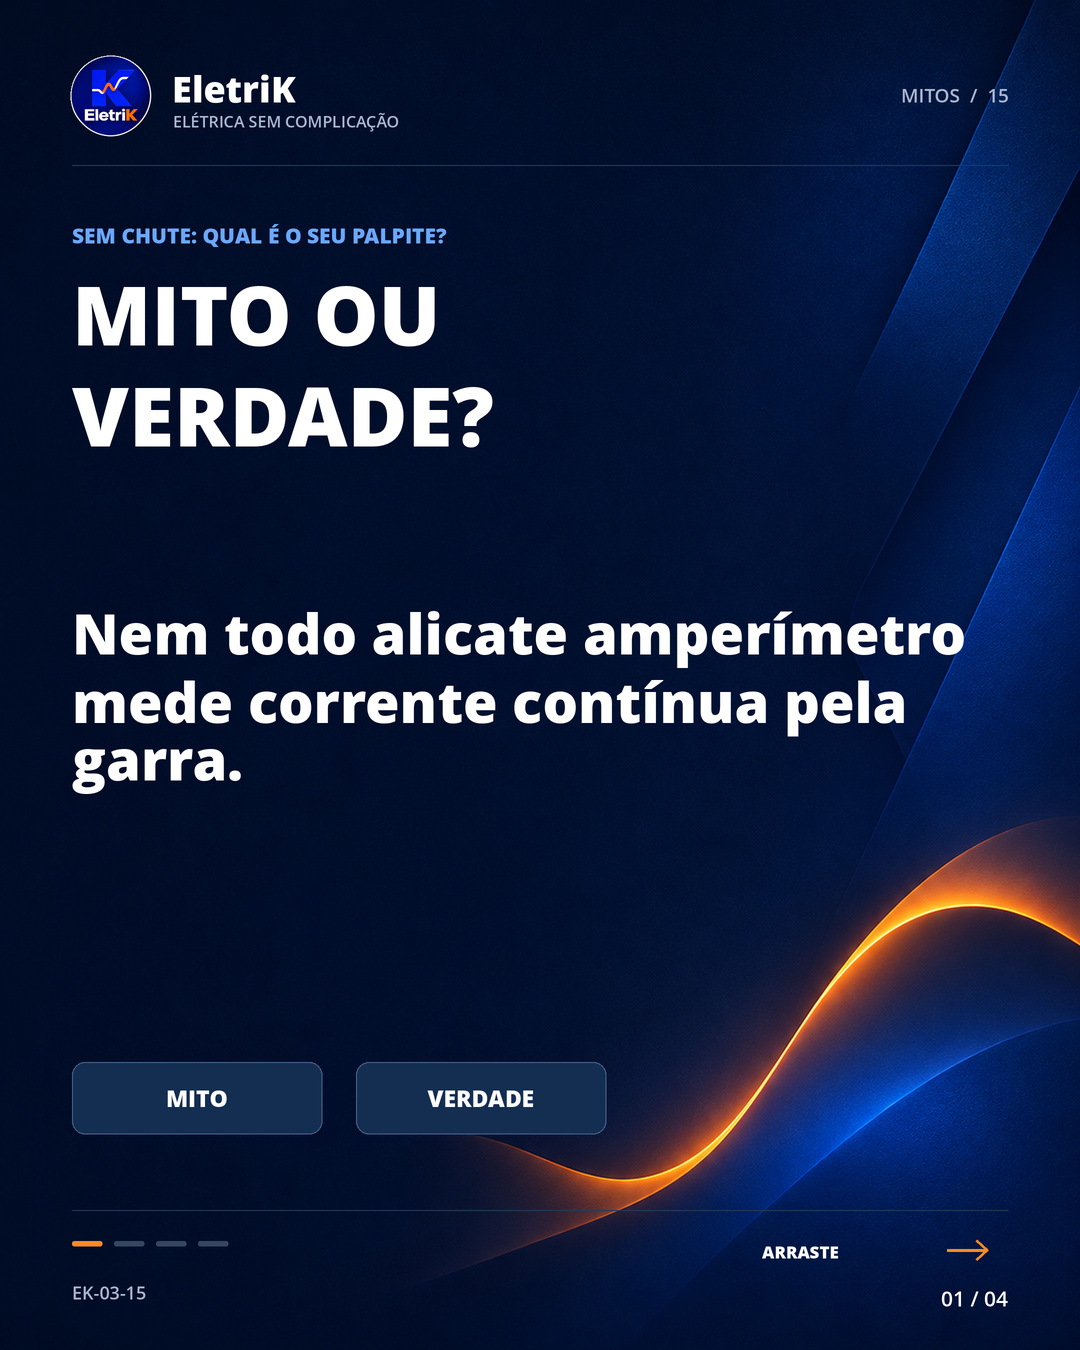 EletriK
EletriK
ELÉTRICA SEM COMPLICAÇÃO
MITOS / 15
SEM CHUTE: QUAL É O SEU PALPITE?
MITO OU
VERDADE?
Nem todo alicate amperímetro
mede corrente contínua pela
garra.
MITO
VERDADE
ARRASTE
EK-03-15
01 / 04